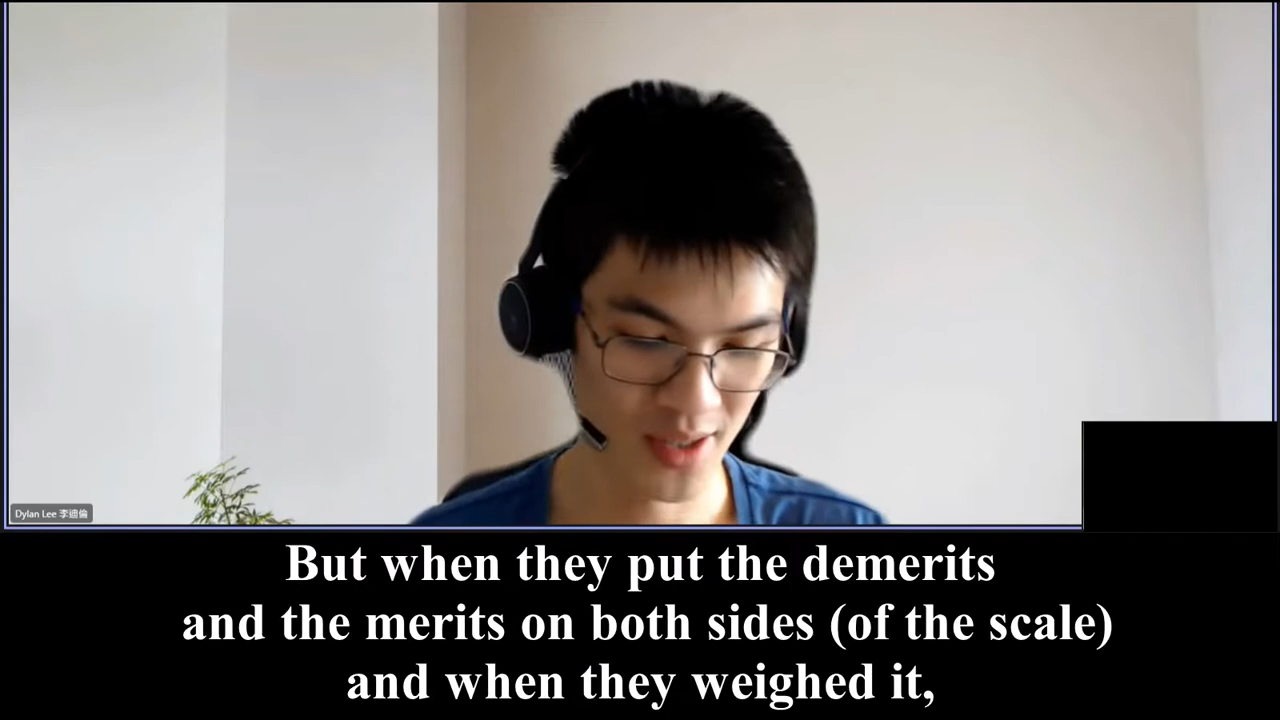 Dylan Lee 李迪倫
But when they put the demerits
and the merits on both sides (of the scale)
and when they weighed it,